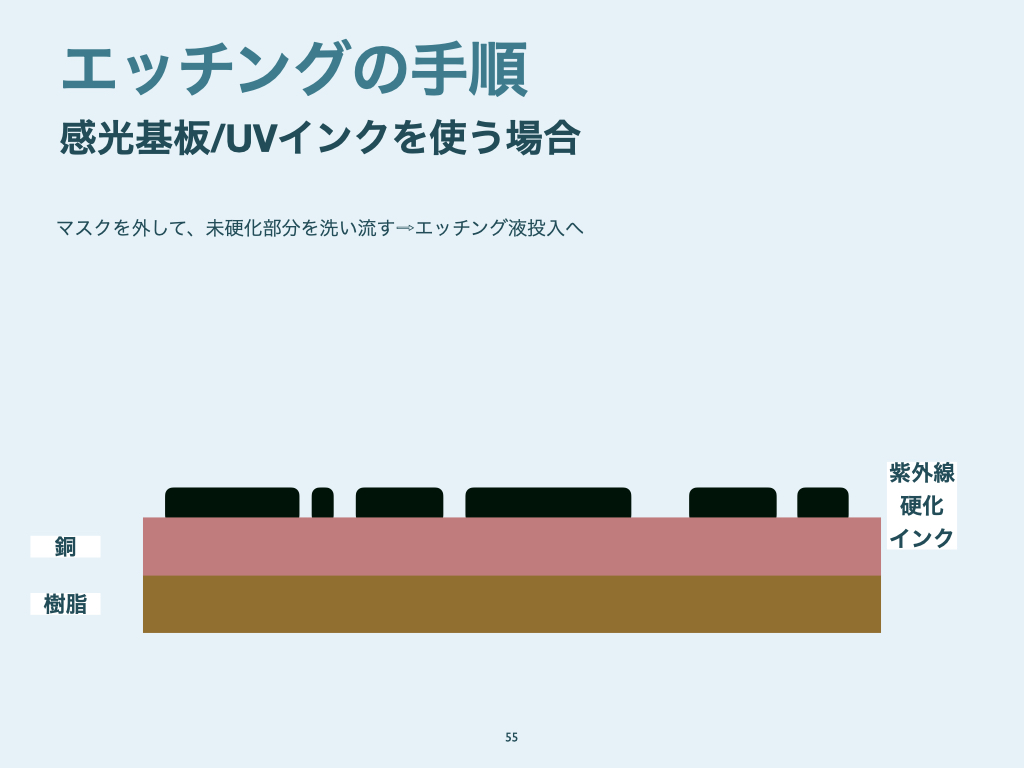 エッチングの手順
感光基板/UVインクを使う場合
マスクを外して、未硬化部分を洗い流す⇨エッチング液投入へ
紫外線
硬化
インク
銅
樹脂
55